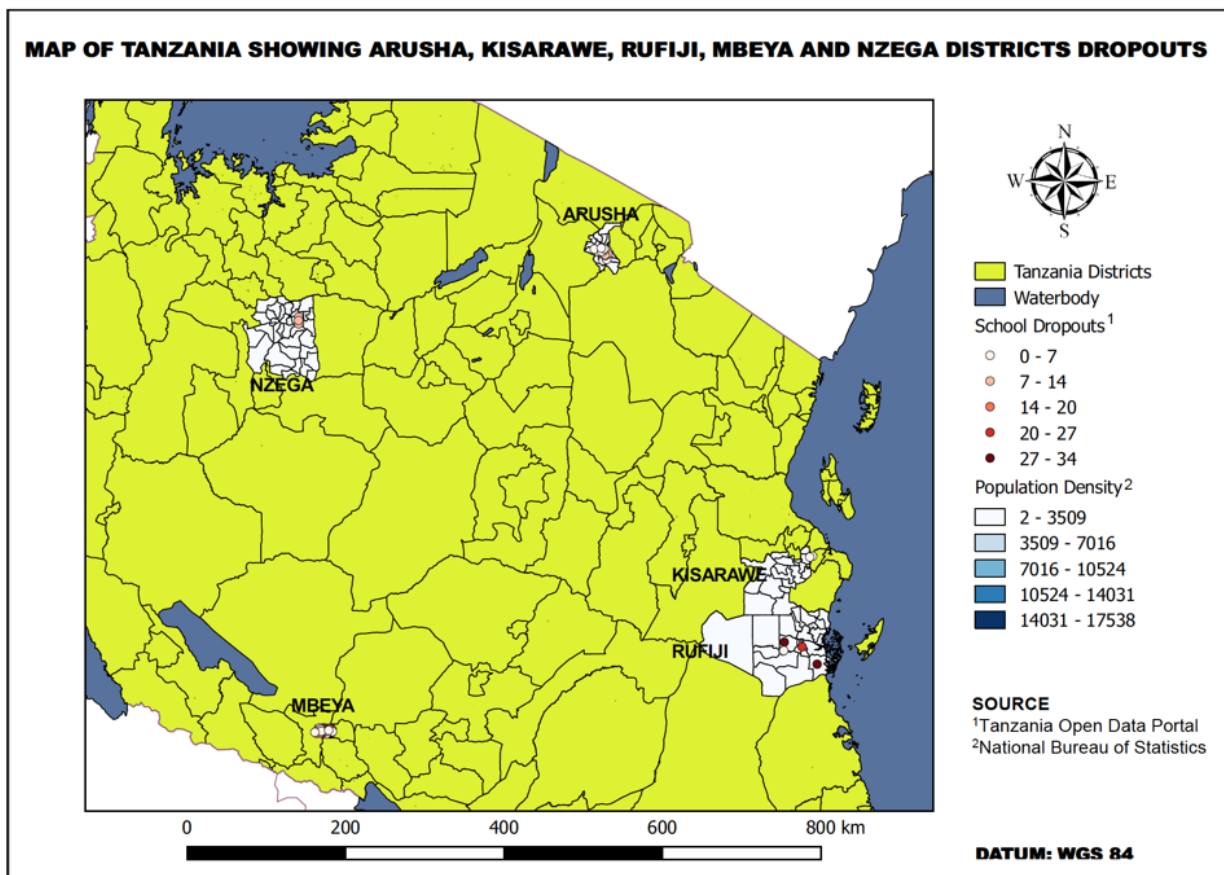 MAP OF TANZANIA SHOWING ARUSHA, KISARAWE, RUFIJI, MBEYA AND NZEGA DISTRICTS DROPOUTS
N
W E
S
ARUSHA
NZEGA
KISARAWE
RUFIJI
MBEYA
Tanzania Districts
Waterbody
School Dropouts¹
0 - 7
7 - 14
14 - 20
20 - 27
27 - 34
Population Density²
2 - 3509
3509 - 7016
7016 - 10524
10524 - 14031
14031 - 17538
SOURCE
¹Tanzania Open Data Portal
²National Bureau of Statistics
0 200 400 600 800 km
DATUM: WGS 84